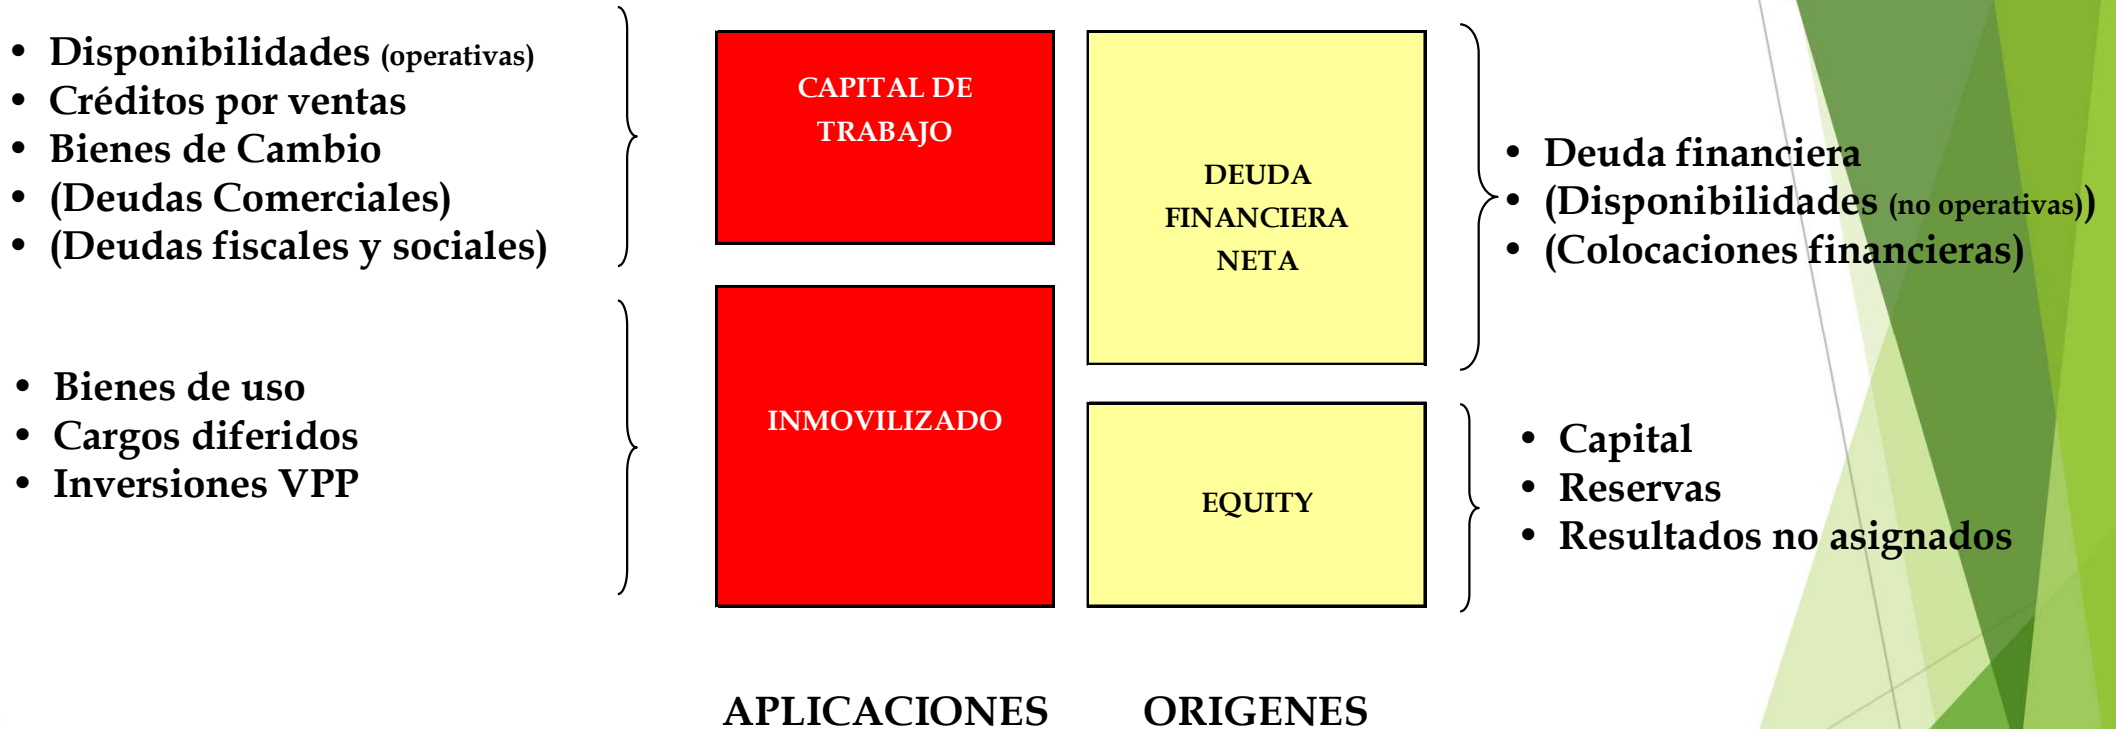 • Disponibilidades (operativas)
• Créditos por ventas
• Bienes de Cambio
• (Deudas Comerciales)
• (Deudas fiscales y sociales)
• Bienes de uso
• Cargos diferidos
• Inversiones VPP
CAPITAL DE
TRABAJO
INMOVILIZADO
APLICACIONES
DEUDA
FINANCIERA
NETA
EQUITY
ORIGENES
• Deuda financiera
• (Disponibilidades (no operativas))
• (Colocaciones financieras)
• Capital
• Reservas
• Resultados no asignados